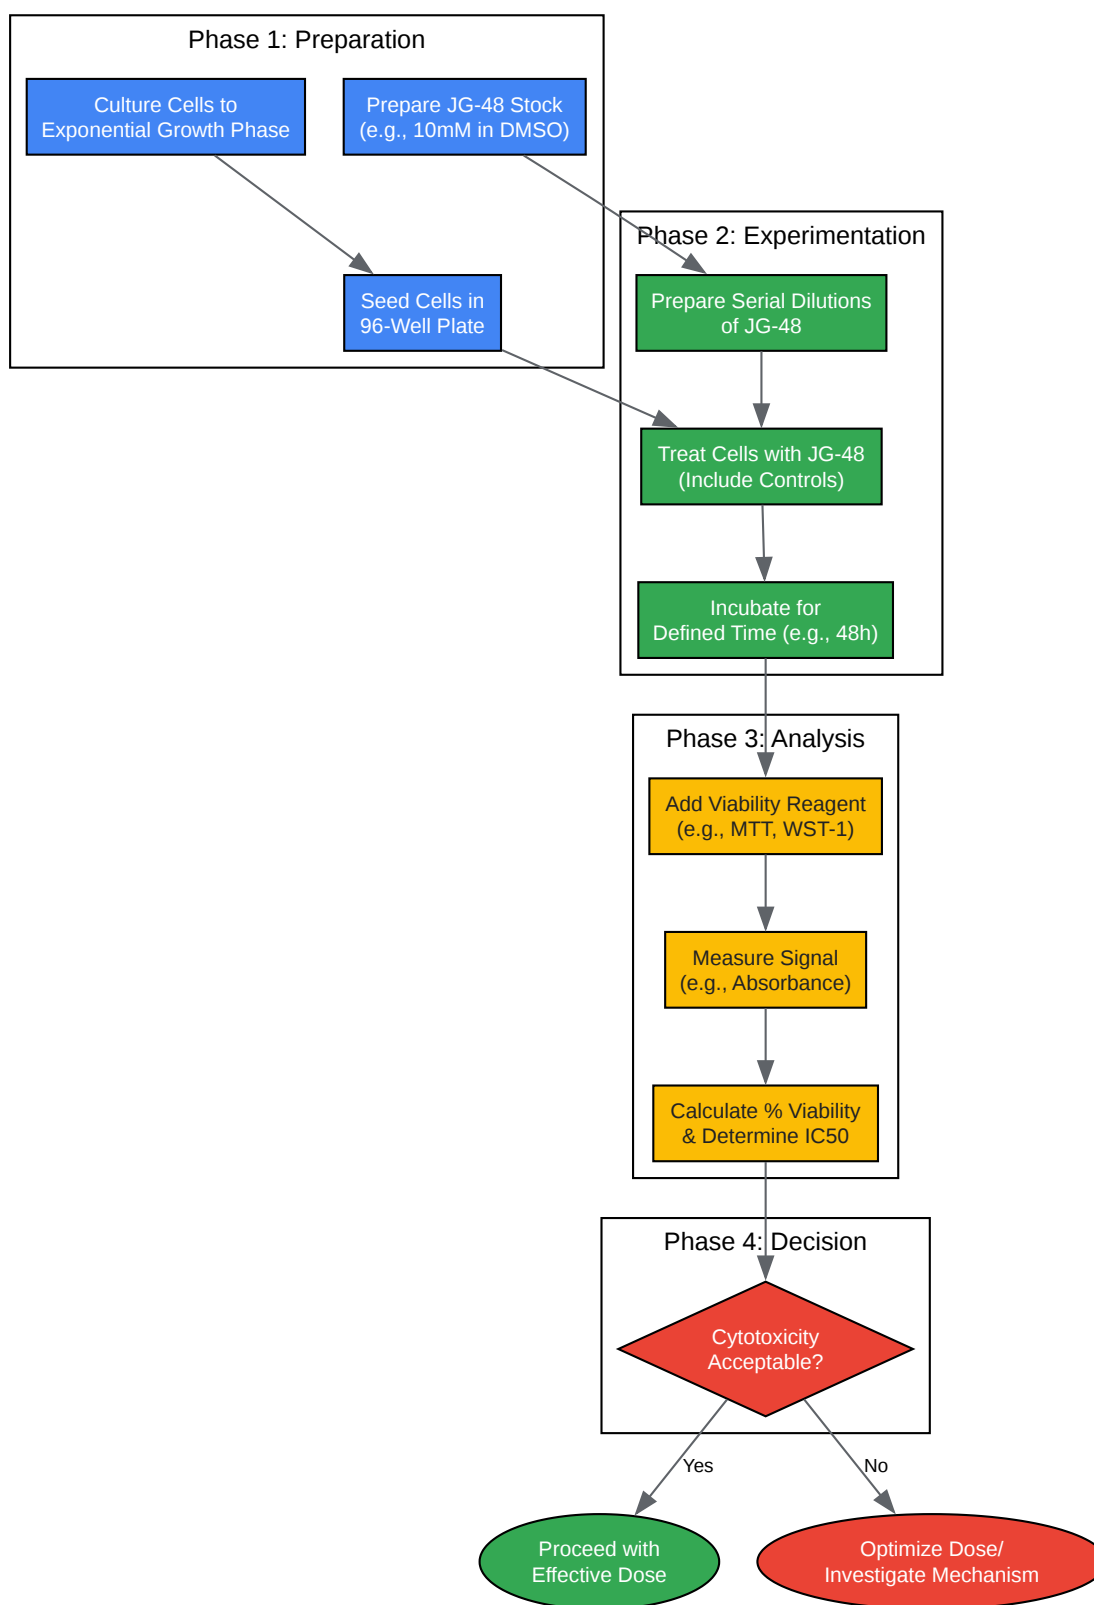 Phase 1: Preparation
Culture Cells to
Exponential Growth Phase
Prepare JG-48 Stock
(e.g., 10mM in DMSO)
Seed Cells in
96-Well Plate
Phase 2: Experimentation
Prepare Serial Dilutions
of JG-48
Treat Cells with JG-48
(Include Controls)
Incubate for
Defined Time (e.g., 48h)
Phase 3: Analysis
Add Viability Reagent
(e.g., MTT, WST-1)
Measure Signal
(e.g., Absorbance)
Calculate % Viability
& Determine IC50
Phase 4: Decision
Cytotoxicity
Acceptable?
Yes
No
Proceed with
Effective Dose
Optimize Dose/
Investigate Mechanism